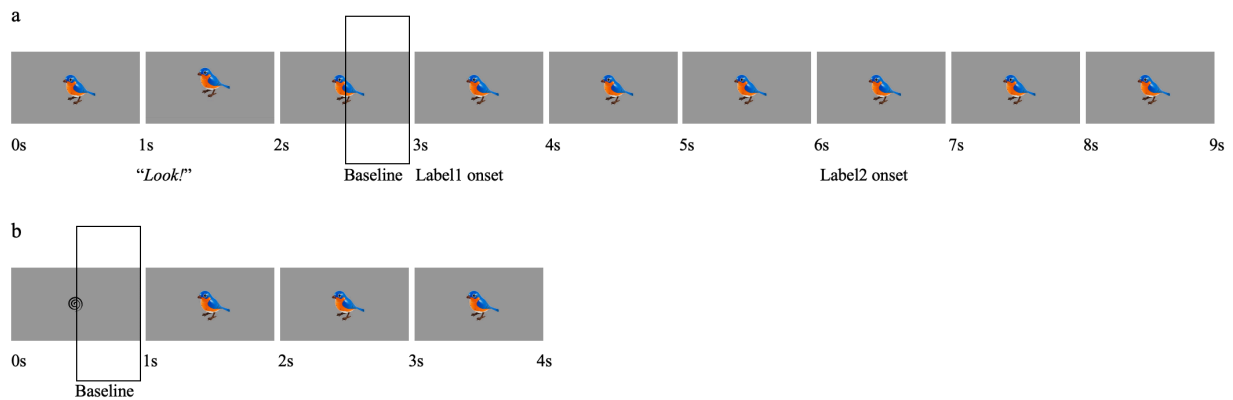 a
0s 1s 2s 3s 4s 5s 6s 7s 8s 9s
“Look!” Baseline Label1 onset Label2 onset
b
0s 1s 2s 3s 4s
Baseline